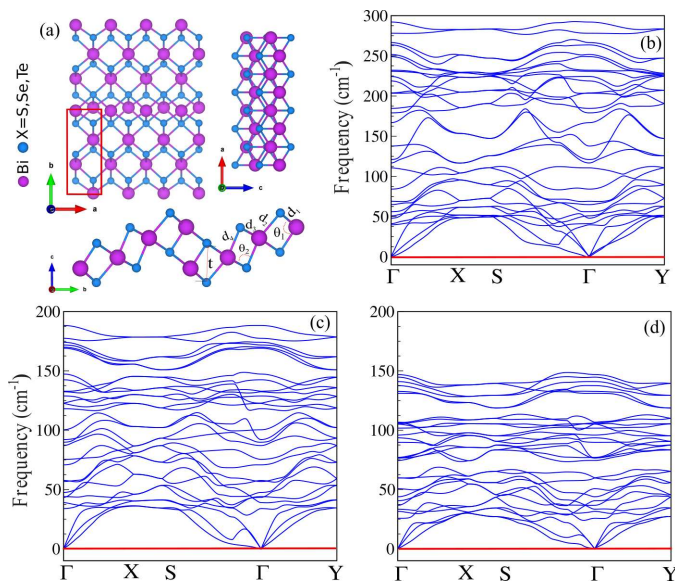 (a)
Bi X=S,Se,Te
b
a
a
c
c
b
d₄
d₃
d₂
d₁
θ₂
θ₁
t
(b)
Frequency (cm⁻¹)
300
250
200
150
100
50
0
Γ X S Γ Y
(c)
Frequency (cm⁻¹)
200
150
100
50
0
Γ X S Γ Y
(d)
200
150
100
50
0
Γ X S Γ Y